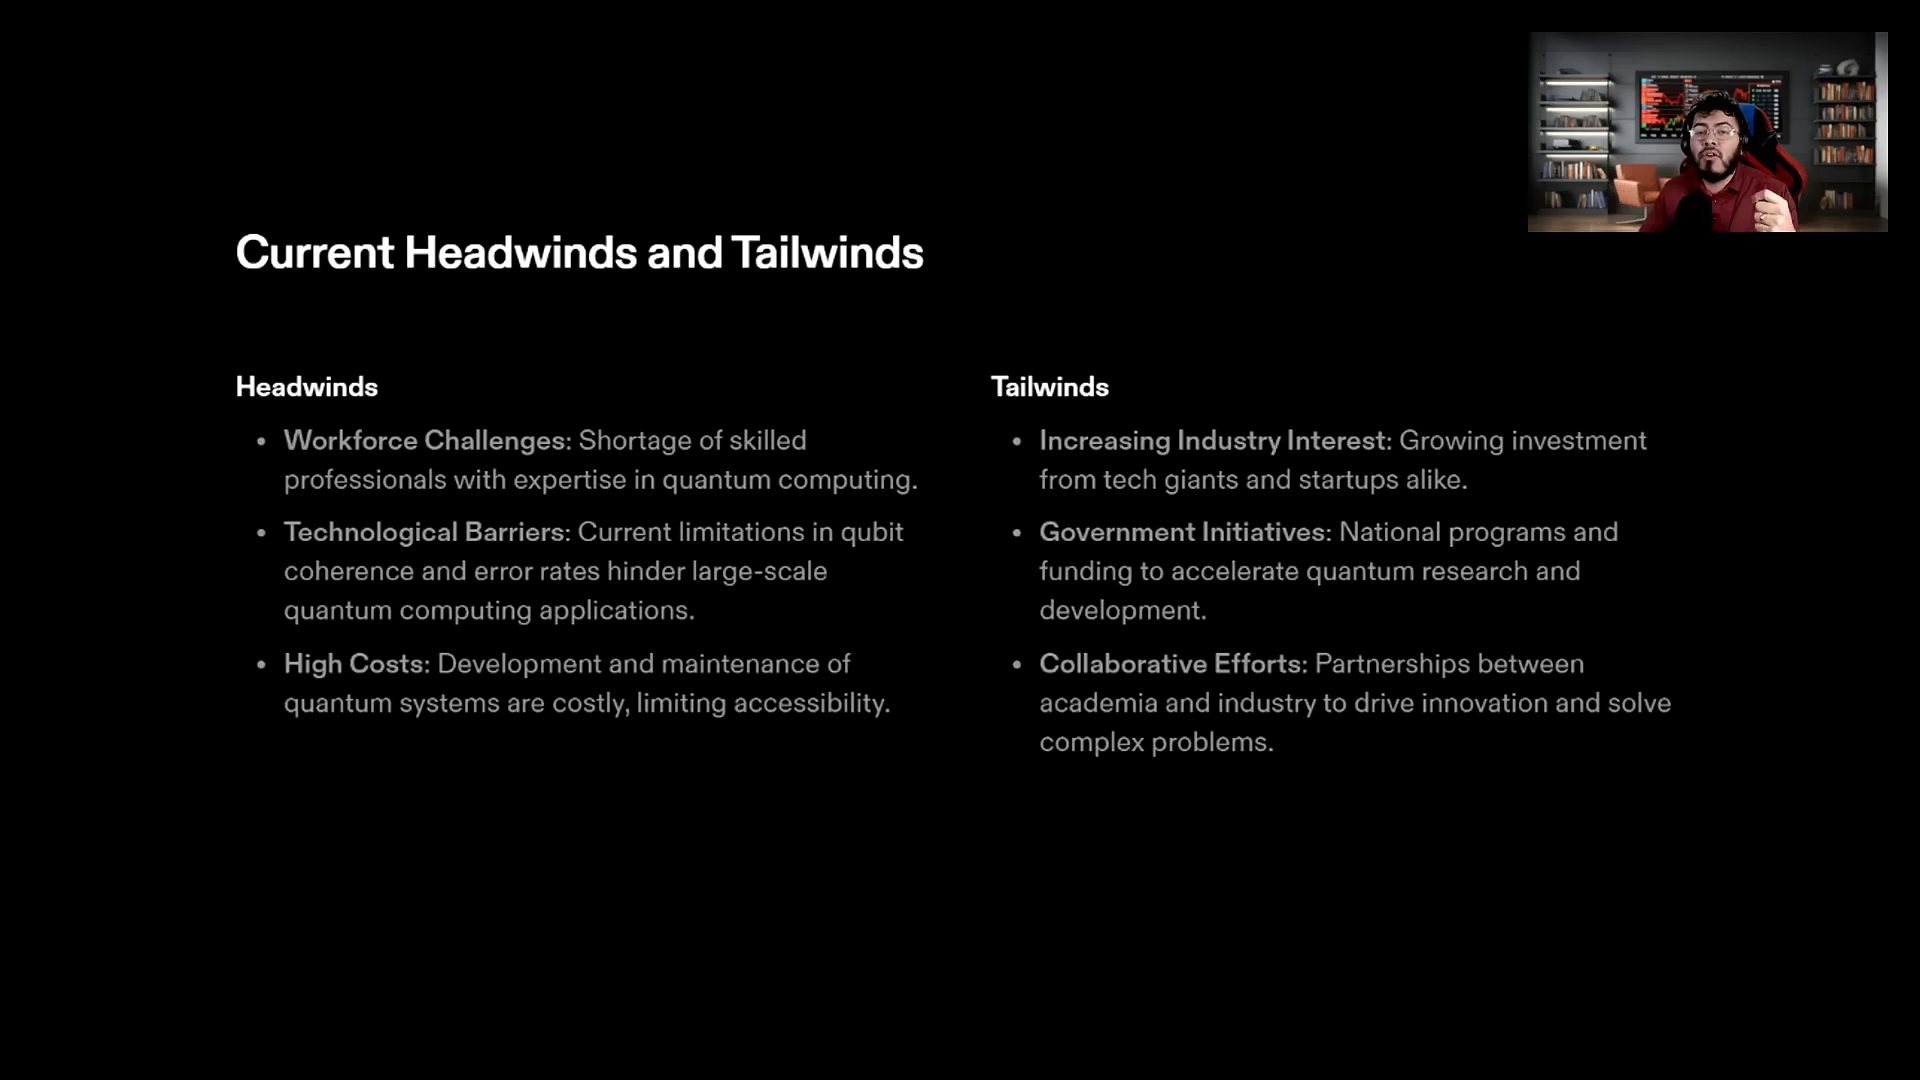 Current Headwinds and Tailwinds
Headwinds
• Workforce Challenges: Shortage of skilled
professionals with expertise in quantum computing.
• Technological Barriers: Current limitations in qubit
coherence and error rates hinder large-scale
quantum computing applications.
• High Costs: Development and maintenance of
quantum systems are costly, limiting accessibility.
Tailwinds
• Increasing Industry Interest: Growing investment
from tech giants and startups alike.
• Government Initiatives: National programs and
funding to accelerate quantum research and
development.
• Collaborative Efforts: Partnerships between
academia and industry to drive innovation and solve
complex problems.